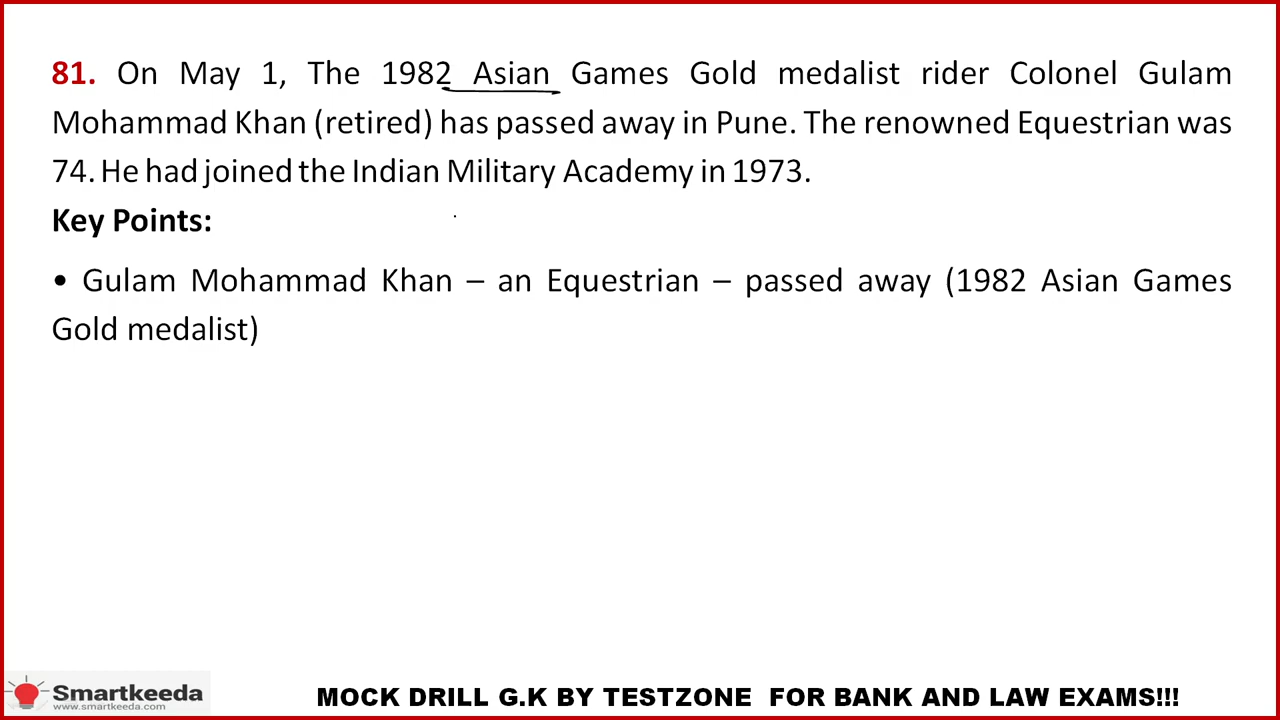 81. On May 1, The 1982 Asian Games Gold medalist rider Colonel Gulam
Mohammad Khan (retired) has passed away in Pune. The renowned Equestrian was
74. He had joined the Indian Military Academy in 1973.
Key Points:
• Gulam Mohammad Khan – an Equestrian – passed away (1982 Asian Games
Gold medalist)
Smartkeeda
www.smartkeeda.com
MOCK DRILL G.K BY TESTZONE FOR BANK AND LAW EXAMS!!!